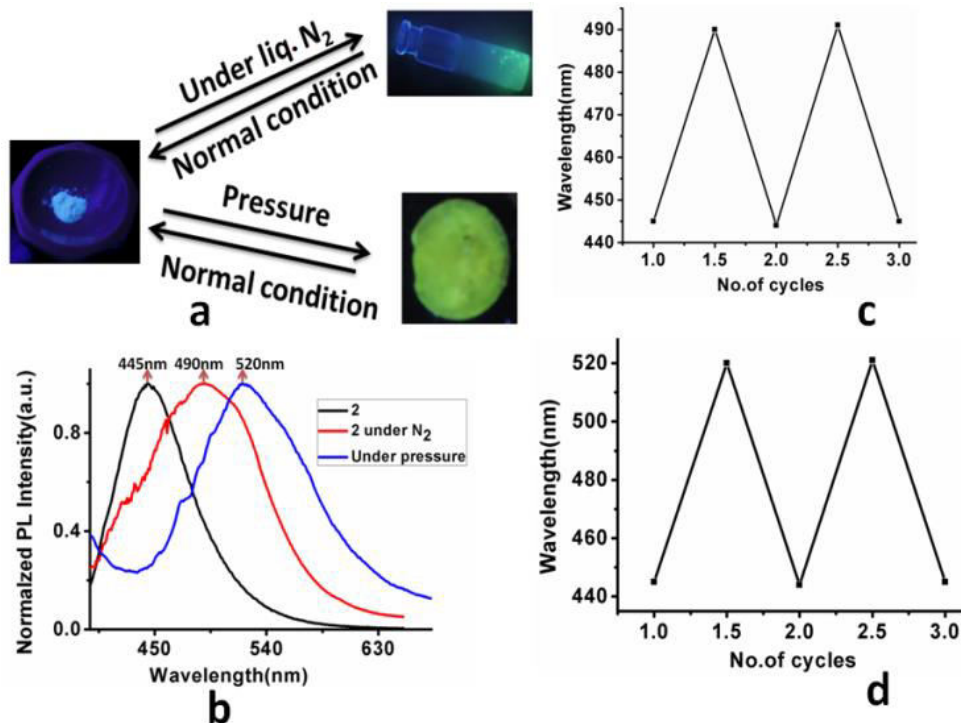 Under liq. N2
Normal condition
Pressure
Normal condition
a
445nm 490nm 520nm
2
2 under N2
Under pressure
Normalzed PL Intensity(a.u.)
0.8
0.4
0.0
450 540 630
Wavelength(nm)
b
Wavelength(nm)
490
480
470
460
450
440
1.0 1.5 2.0 2.5 3.0
No.of cycles
c
Wavelength(nm)
520
500
480
460
440
1.0 1.5 2.0 2.5 3.0
No.of cycles
d